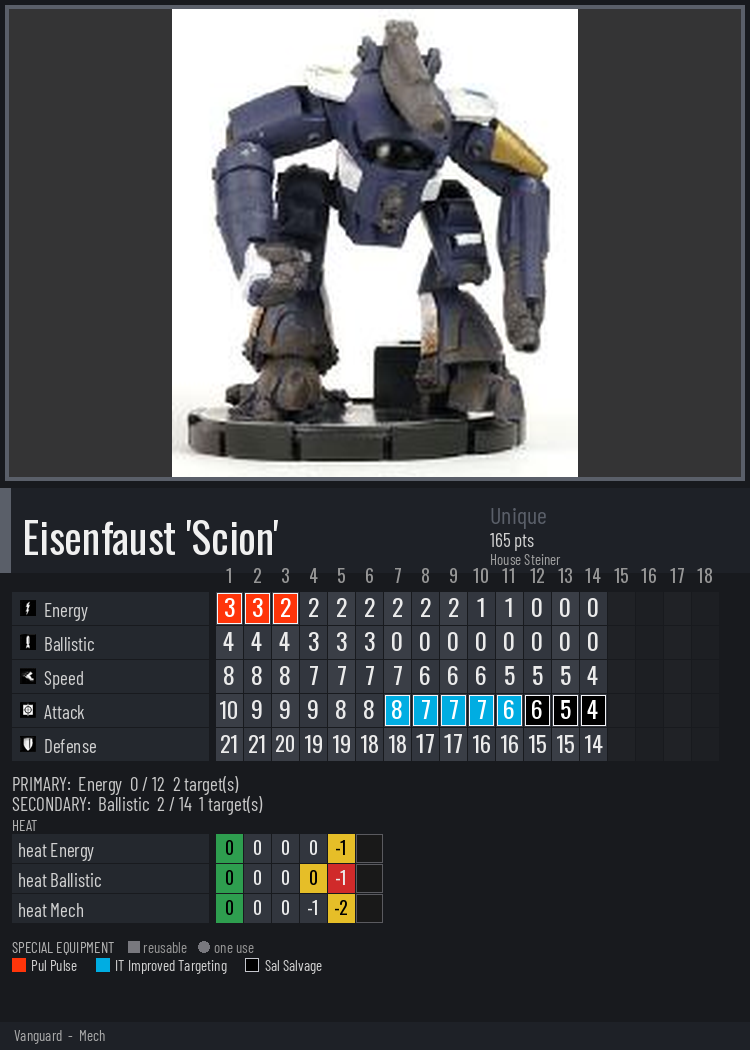 Eisenfaust 'Scion'
Unique
165 pts
House Steiner
1 2 3 4 5 6 7 8 9 10 11 12 13 14 15 16 17 18
Energy 3 3 2 2 2 2 2 2 2 1 1 0 0 0
Ballistic 4 4 4 3 3 3 0 0 0 0 0 0 0 0
Speed 8 8 8 7 7 7 7 6 6 6 5 5 5 4
Attack 10 9 9 9 8 8 8 7 7 7 6 6 5 4
Defense 21 21 20 19 19 18 18 17 17 16 16 15 15 14
PRIMARY: Energy 0 / 12 2 target(s)
SECONDARY: Ballistic 2 / 14 1 target(s)
HEAT
heat Energy 0 0 0 0 -1
heat Ballistic 0 0 0 0 -1
heat Mech 0 0 0 -1 -2
SPECIAL EQUIPMENT reusable one use
Pul Pulse IT Improved Targeting Sal Salvage
Vanguard - Mech